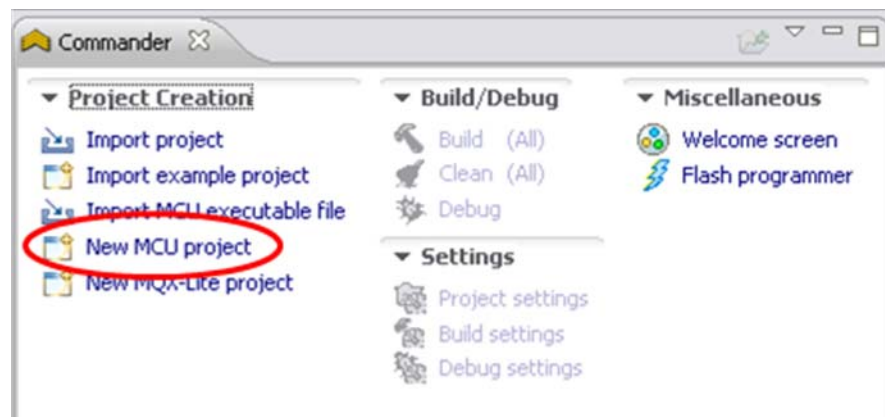 Commander
Project Creation
Import project
Import example project
Import MCU executable file
New MCU project
New MQX-Lite project
Build/Debug
Build (All)
Clean (All)
Debug
Settings
Project settings
Build settings
Debug settings
Miscellaneous
Welcome screen
Flash programmer